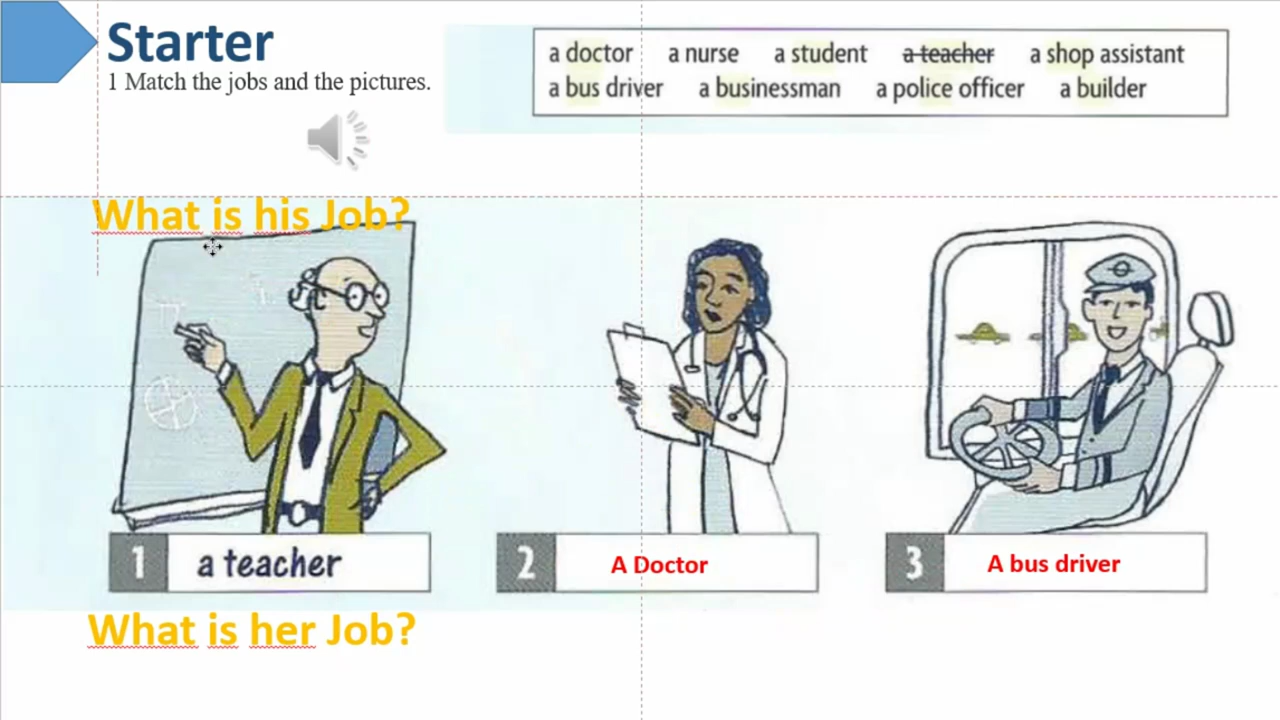 Starter
1 Match the jobs and the pictures.
a doctor a nurse a student a teacher a shop assistant
a bus driver a businessman a police officer a builder
What is his Job?
1 a teacher
2 A Doctor
3 A bus driver
What is her Job?